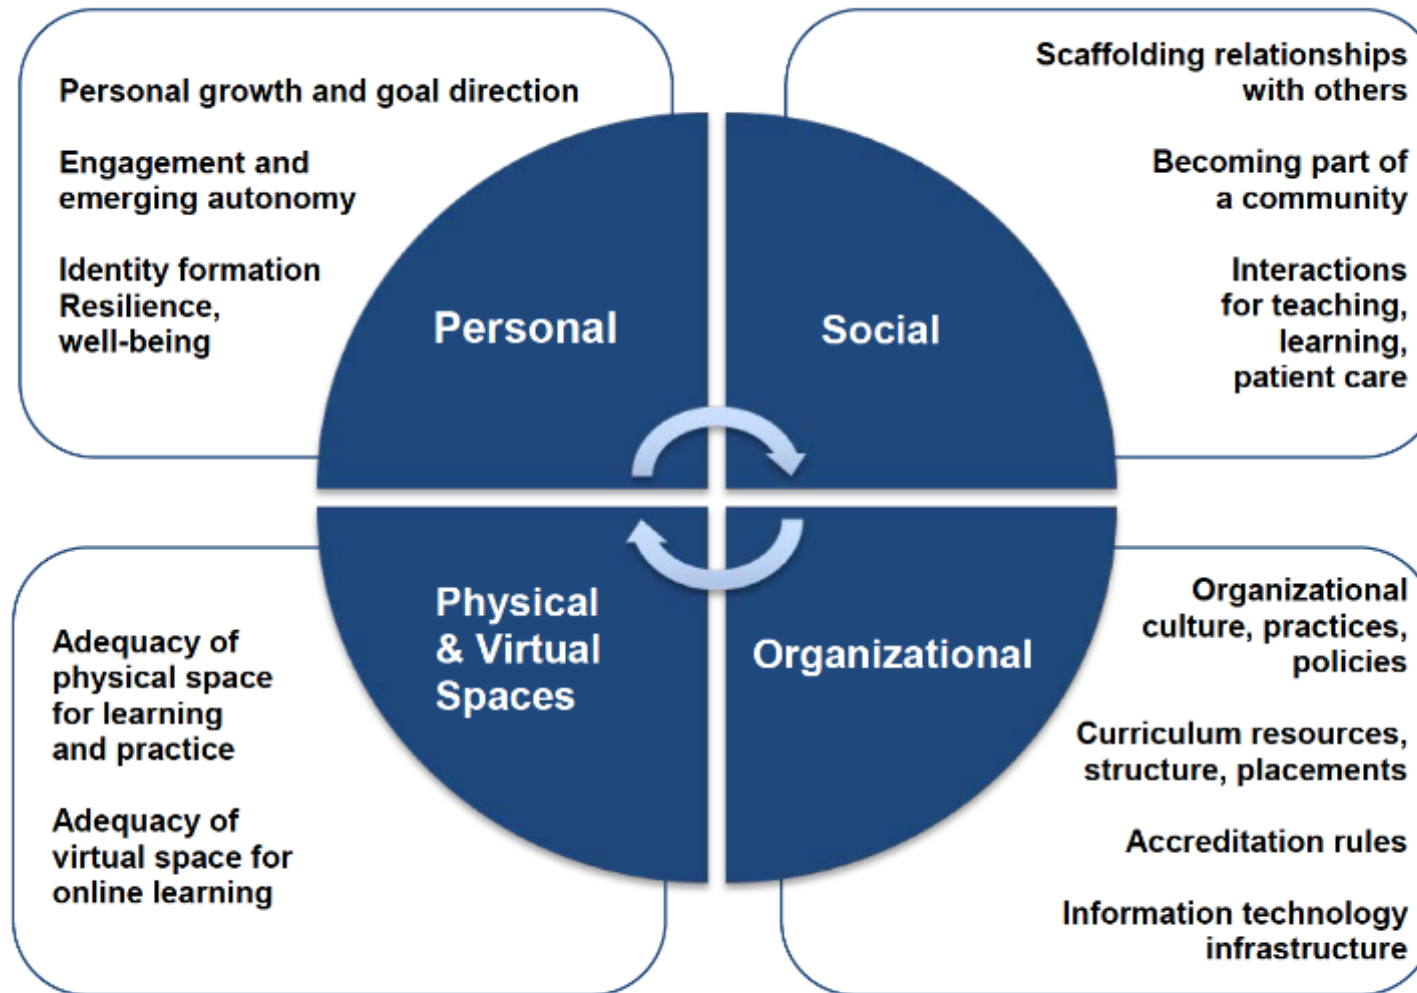 Personal growth and goal direction
Engagement and
emerging autonomy
Identity formation
Resilience,
well-being
Personal
Scaffolding relationships
with others
Becoming part of
a community
Interactions
for teaching,
learning,
patient care
Social
Adequacy of
physical space
for learning
and practice
Adequacy of
virtual space for
online learning
Physical
& Virtual
Spaces
Organizational
Organizational
culture, practices,
policies
Curriculum resources,
structure, placements
Accreditation rules
Information technology
infrastructure